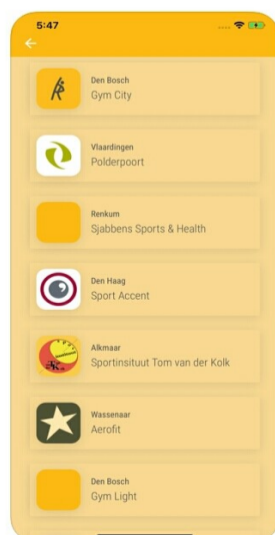 5:47
Den Bosch
Gym City
Vlaardingen
Polderpoort
Renkum
Sjabbens Sports & Health
Den Haag
Sport Accent
Alkmaar
Sportinsituut Tom van der Kolk
Wassenaar
Aerofit
Den Bosch
Gym Light